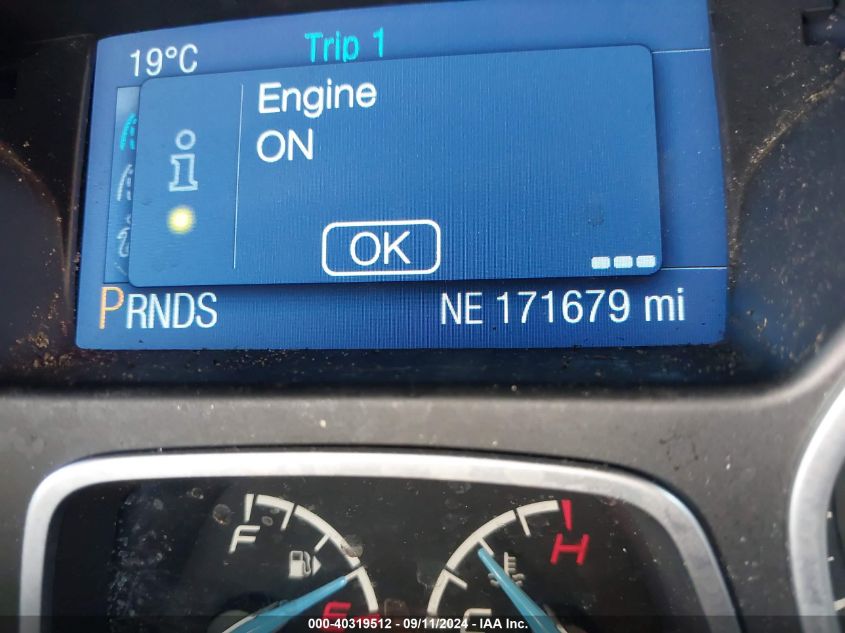 19°C
Trip 1
Engine
ON
OK
PRNDS
NE 171679 mi
F
H
E
000-40319512 - 09/11/2024 - IAA Inc.